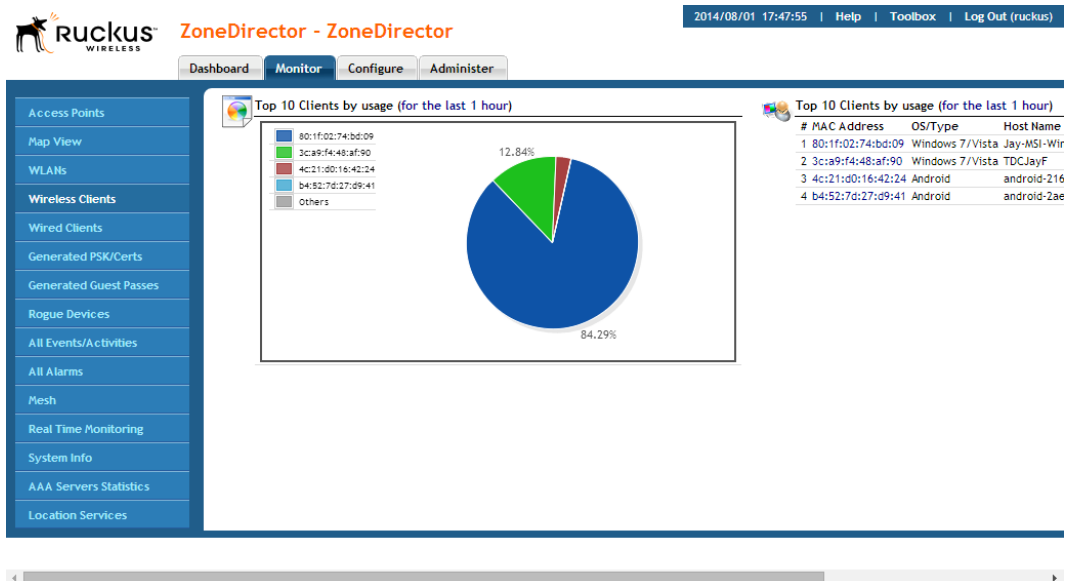 2014/08/01 17:47:55 | Help | Toolbox | Log Out (ruckus)
RUCKUS
WIRELESS
ZoneDirector - ZoneDirector
Dashboard Monitor Configure Administer
Access Points
Map View
WLANs
Wireless Clients
Wired Clients
Generated PSK/Certs
Generated Guest Passes
Rogue Devices
All Events/Activities
All Alarms
Mesh
Real Time Monitoring
System Info
AAA Servers Statistics
Location Services
Top 10 Clients by usage (for the last 1 hour)
80:1f:02:74:bd:09
3c:a9:f4:48:af:90
4c:21:d0:16:42:24
b4:52:7d:27:d9:41
Others
12.84%
84.29%
Top 10 Clients by usage (for the last 1 hour)
# MAC Address OS/Type Host Name
1 80:1f:02:74:bd:09 Windows 7/Vista Jay-MSI-Wir
2 3c:a9:f4:48:af:90 Windows 7/Vista TDCJayF
3 4c:21:d0:16:42:24 Android android-216
4 b4:52:7d:27:d9:41 Android android-2ae